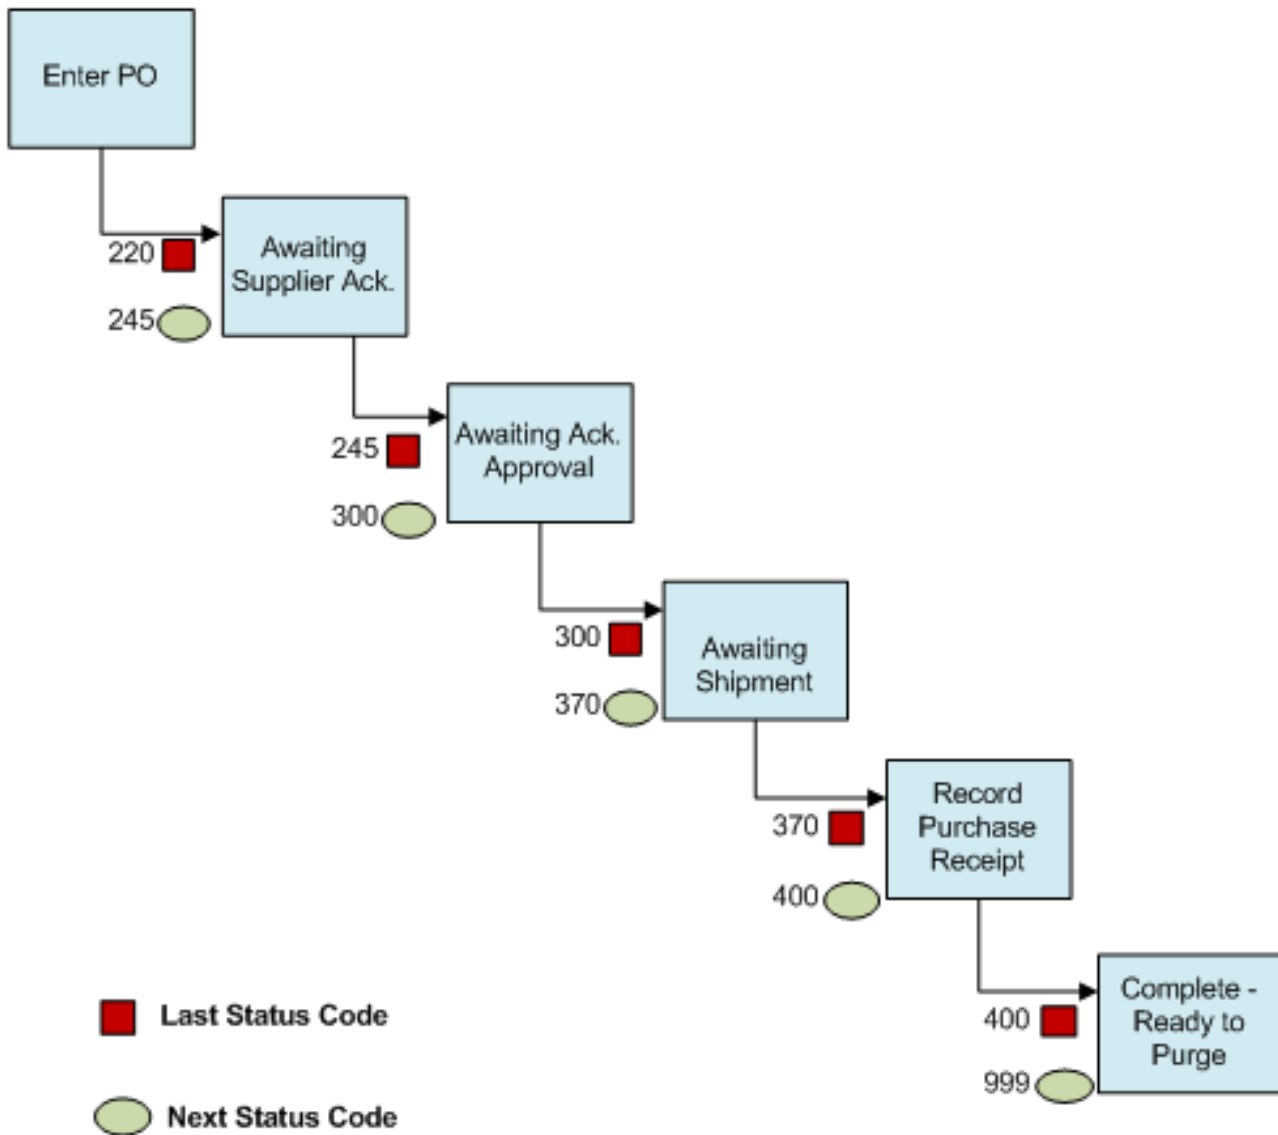 Enter PO
220
245
Awaiting
Supplier Ack.
245
300
Awaiting Ack.
Approval
300
370
Awaiting
Shipment
370
400
Record
Purchase
Receipt
400
999
Complete -
Ready to
Purge
Last Status Code
Next Status Code